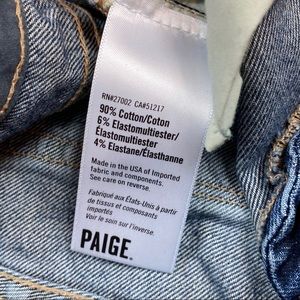 RN#27002 CA#51217
90% Cotton/Coton
6% Elastomultiester/
Élastomultiester
4% Elastane/Élasthanne
Made in the USA of Imported
fabric and components.
See care on reverse.
Fabriqué aux États-Unis à partir
de tissus et composants
importés
Voir le soin sur l'inverse.
PAIGE